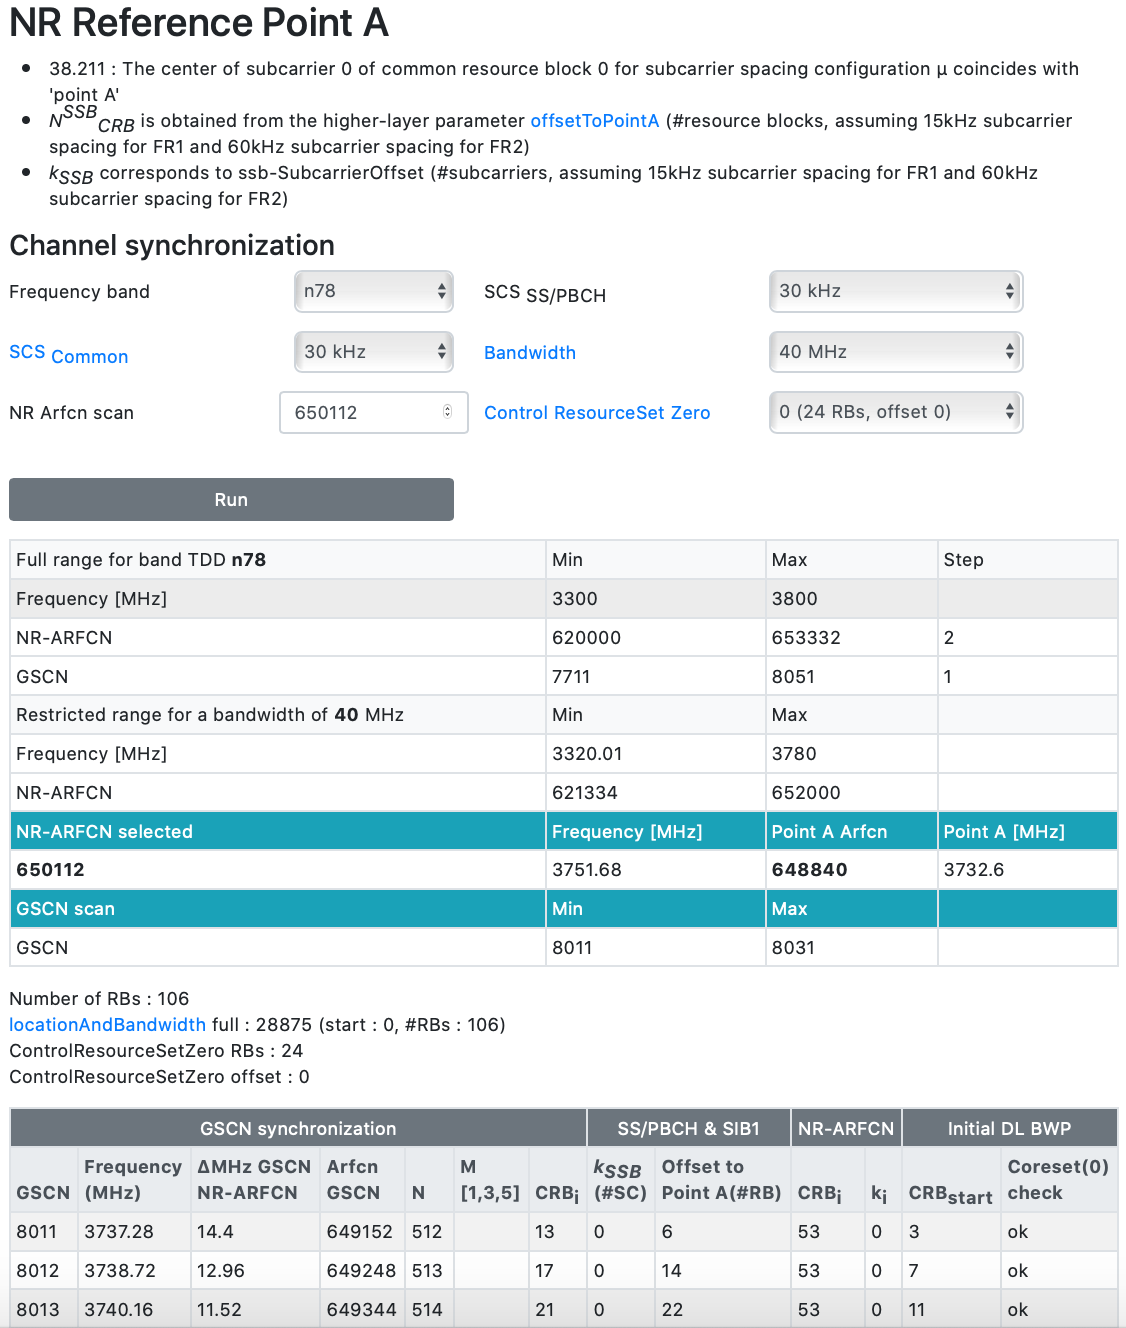 NR Reference Point A
• 38.211 : The center of subcarrier 0 of common resource block 0 for subcarrier spacing configuration μ coincides with
'point A'
• N^SSB_CRB is obtained from the higher-layer parameter offsetToPointA (#resource blocks, assuming 15kHz subcarrier
spacing for FR1 and 60kHz subcarrier spacing for FR2)
• k_SSB corresponds to ssb-SubcarrierOffset (#subcarriers, assuming 15kHz subcarrier spacing for FR1 and 60kHz
subcarrier spacing for FR2)
Channel synchronization
Frequency band n78 SCS SS/PBCH 30 kHz
SCS Common 30 kHz Bandwidth 40 MHz
NR Arfcn scan 650112 Control ResourceSet Zero 0 (24 RBs, offset 0)
Run
Full range for band TDD n78 Min Max Step
Frequency [MHz] 3300 3800
NR-ARFCN 620000 653332 2
GSCN 7711 8051 1
Restricted range for a bandwidth of 40 MHz Min Max
Frequency [MHz] 3320.01 3780
NR-ARFCN 621334 652000
NR-ARFCN selected Frequency [MHz] Point A Arfcn Point A [MHz]
650112 3751.68 648840 3732.6
GSCN scan Min Max
GSCN 8011 8031
Number of RBs : 106
locationAndBandwidth full : 28875 (start : 0, #RBs : 106)
ControlResourceSetZero RBs : 24
ControlResourceSetZero offset : 0
GSCN synchronization SS/PBCH & SIB1 NR-ARFCN Initial DL BWP
Frequency ΔMHz GSCN Arfcn M k_SSB Offset to Coreset(0)
GSCN (MHz) NR-ARFCN GSCN N [1,3,5] CRBi (#SC) Point A(#RB) CRBi ki CRBstart check
8011 3737.28 14.4 649152 512 13 0 6 53 0 3 ok
8012 3738.72 12.96 649248 513 17 0 14 53 0 7 ok
8013 3740.16 11.52 649344 514 21 0 22 53 0 11 ok